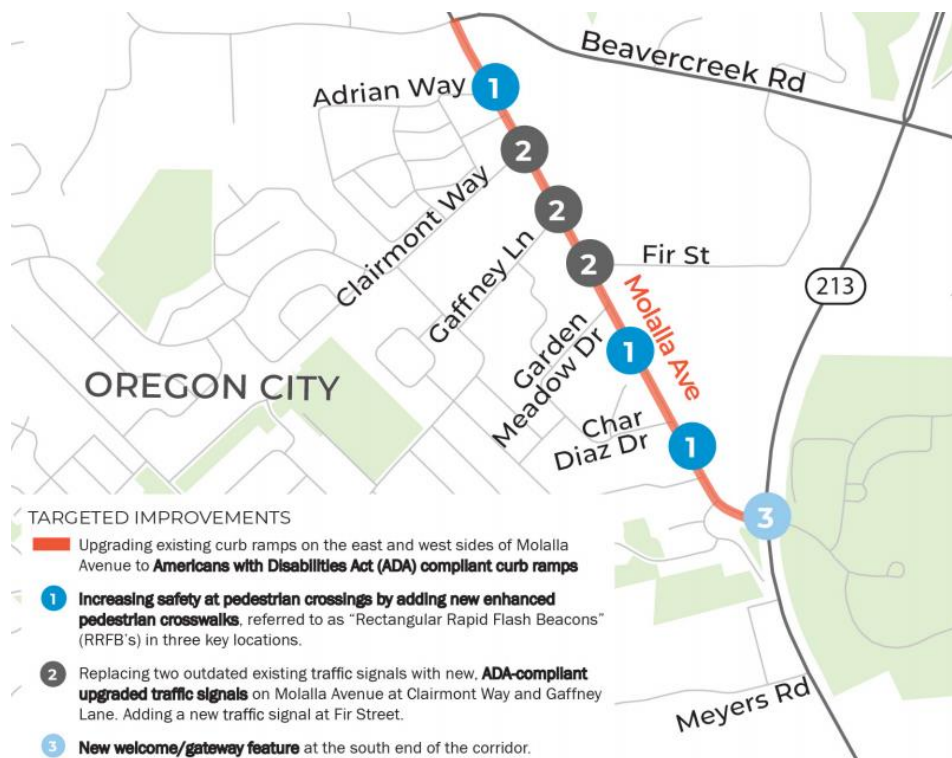 Beavercreek Rd
Adrian Way
1
2
Clairmont Way
2
Gaffney Ln
2
Fir St
213
Molalla Ave
Garden
Meadow Dr
1
OREGON CITY
Char
Diaz Dr
1
3
Meyers Rd
TARGETED IMPROVEMENTS
Upgrading existing curb ramps on the east and west sides of Molalla
Avenue to Americans with Disabilities Act (ADA) compliant curb ramps
1 Increasing safety at pedestrian crossings by adding new enhanced
pedestrian crosswalks, referred to as “Rectangular Rapid Flash Beacons”
(RRFB’s) in three key locations.
2 Replacing two outdated existing traffic signals with new, ADA-compliant
upgraded traffic signals on Molalla Avenue at Clairmont Way and Gaffney
Lane. Adding a new traffic signal at Fir Street.
3 New welcome/gateway feature at the south end of the corridor.